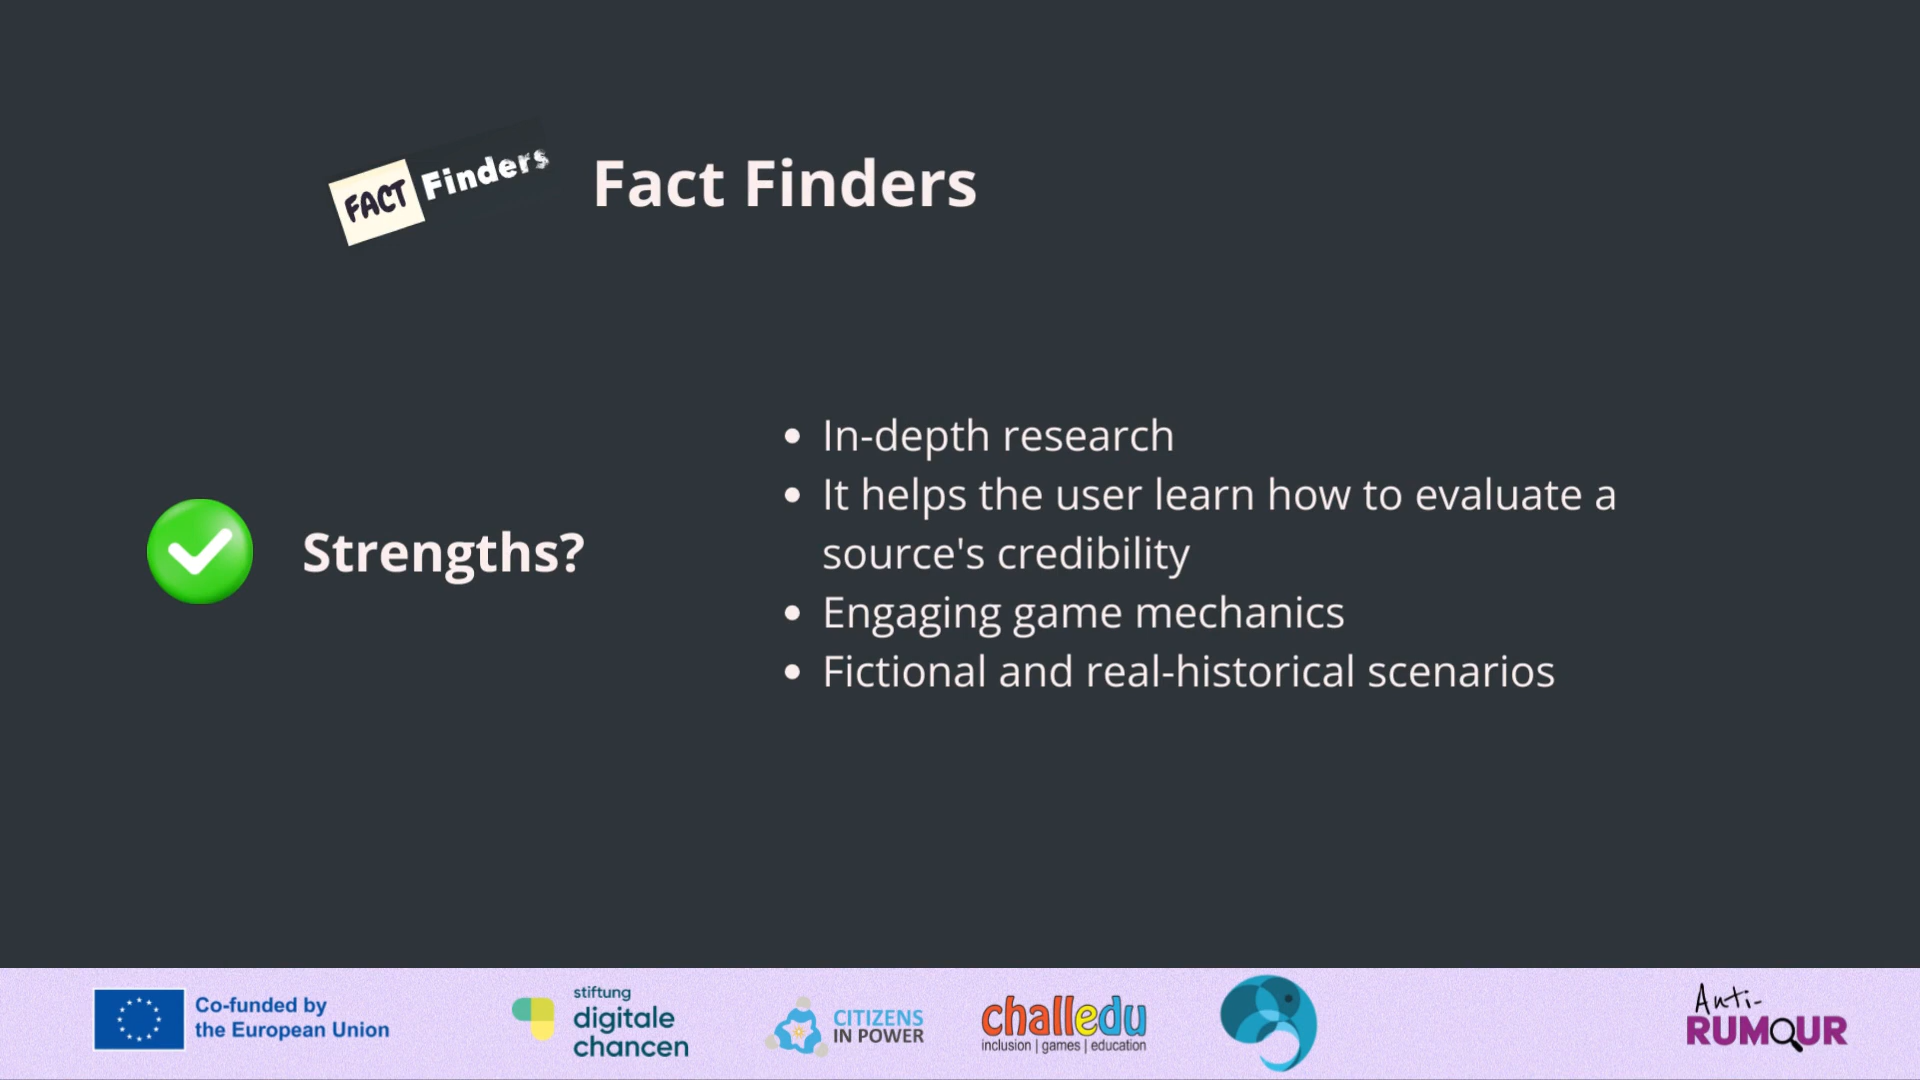 FACT Finders
Fact Finders
Strengths?
• In-depth research
• It helps the user learn how to evaluate a
source's credibility
• Engaging game mechanics
• Fictional and real-historical scenarios
Co-funded by
the European Union
stiftung
digitale
chancen
CITIZENS
IN POWER
challedu
inclusion | games | education
Anti-
RUMOUR